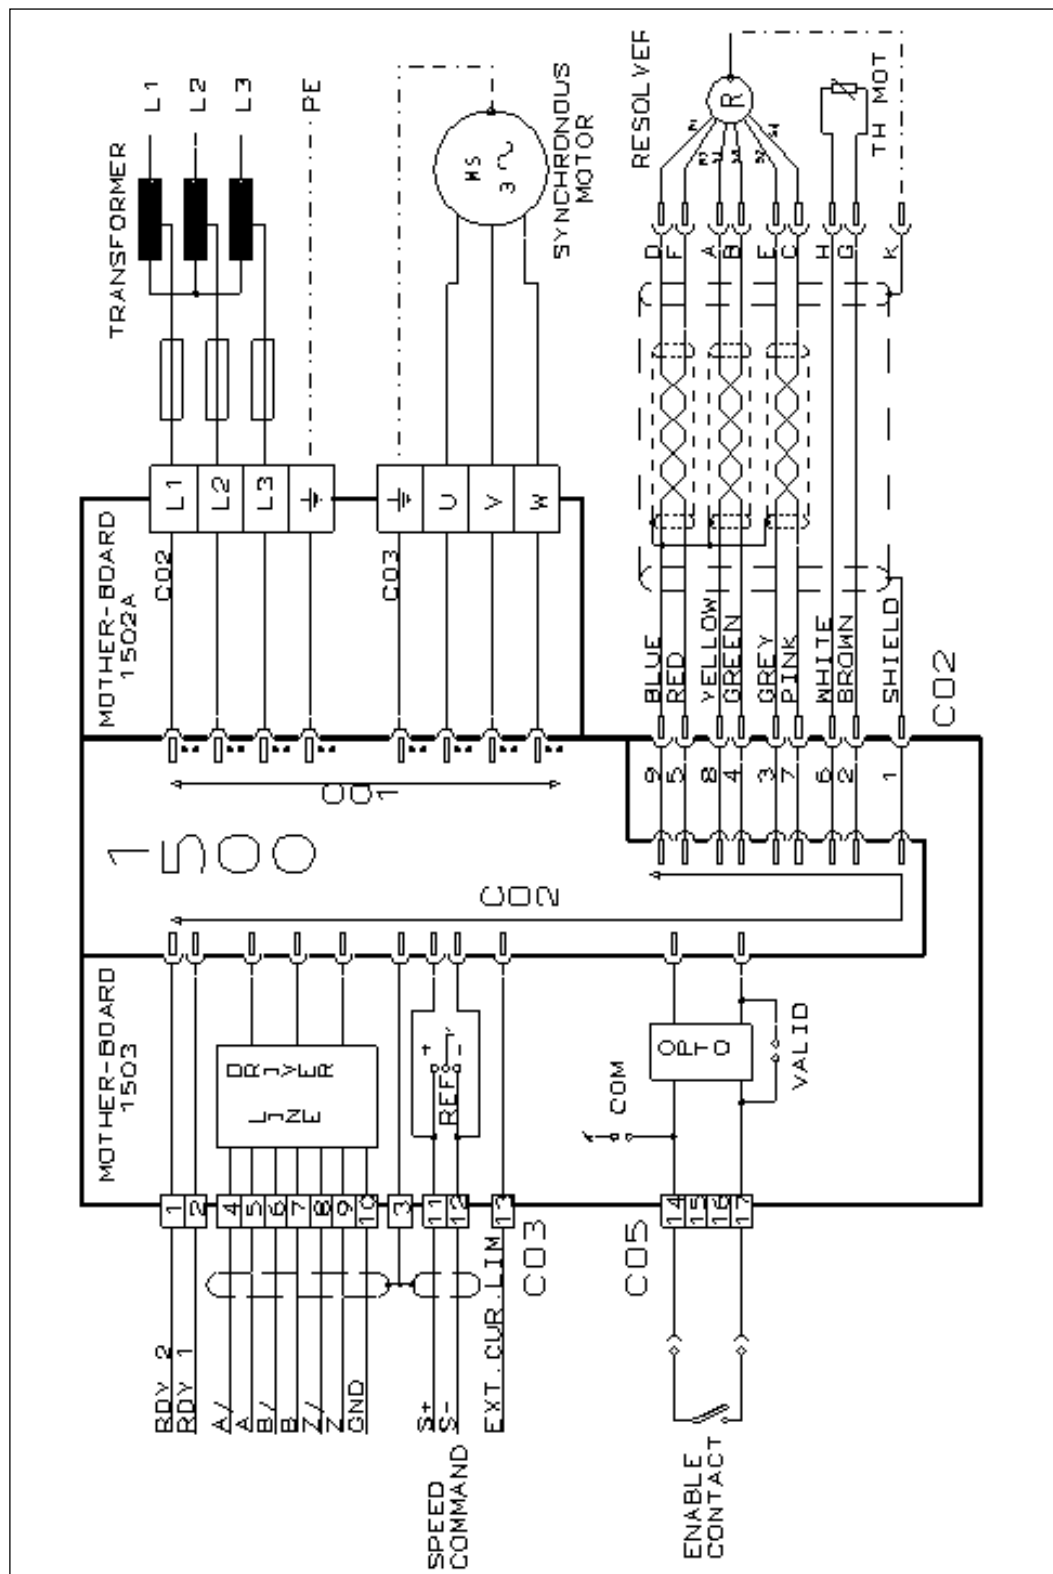 L1
L2
L3
PE
TRANSFORMER
MS
3
SYNCHRONOUS
MOTOR
RESOLVER
R
TH MOT
D
F
A
B
E
C
H
G
K
L1
L2
L3
U
V
W
MOTHER-BOARD
1502A
C02
C03
BLUE
RED
YELLOW
GREEN
GREY
PINK
WHITE
BROWN
SHIELD
C02
9
5
8
4
3
7
6
2
1
CO1
1500
C02
MOTHER-BOARD
1503
LINE
DRIVER
REF
+
-
OPTO
VALID
COM
1
2
4
5
6
7
8
9
10
3
11
12
13
C03
14
15
16
17
C05
RDY 2
RDY 1
A/
A
B/
B
Z/
Z
GND
S+
S-
SPEED
COMMAND
EXT.CUR.LIM
ENABLE
CONTACT